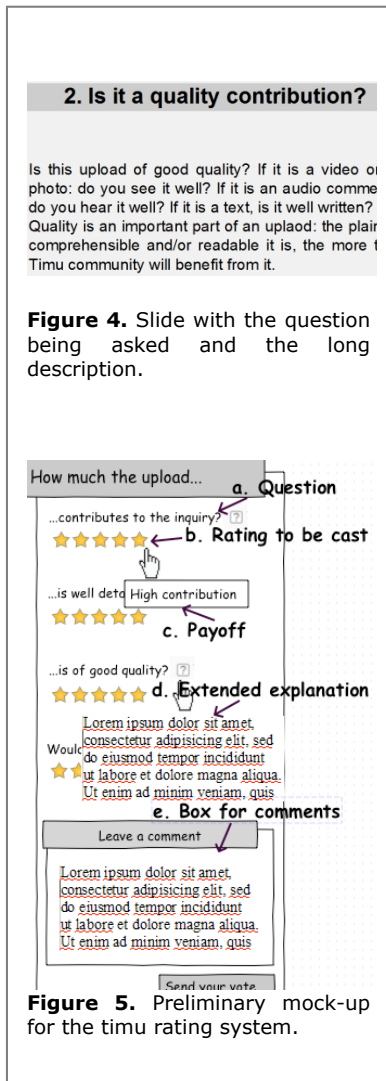 2. Is it a quality contribution?
Is this upload of good quality? If it is a video or
photo: do you see it well? If it is an audio comme
do you hear it well? If it is a text, is it well written?
Quality is an important part of an uplaod: the plair
comprehensible and/or readable it is, the more t
Timu community will benefit from it.
Figure 4. Slide with the question
being asked and the long
description.
How much the upload...
a. Question
...contributes to the inquiry? ?
b. Rating to be cast
...is well deta
High contribution
c. Payoff
...is of good quality? ?
d. Extended explanation
Would
Lorem ipsum dolor sit amet,
consectetur adipisicing elit, sed
do eiusmod tempor incididunt
ut labore et dolore magna aliqua.
Ut enim ad minim veniam, quis
e. Box for comments
Leave a comment
Lorem ipsum dolor sit amet,
consectetur adipisicing elit, sed
do eiusmod tempor incididunt
ut labore et dolore magna aliqua.
Ut enim ad minim veniam, quis
Send your vote
Figure 5. Preliminary mock-up
for the timu rating system.